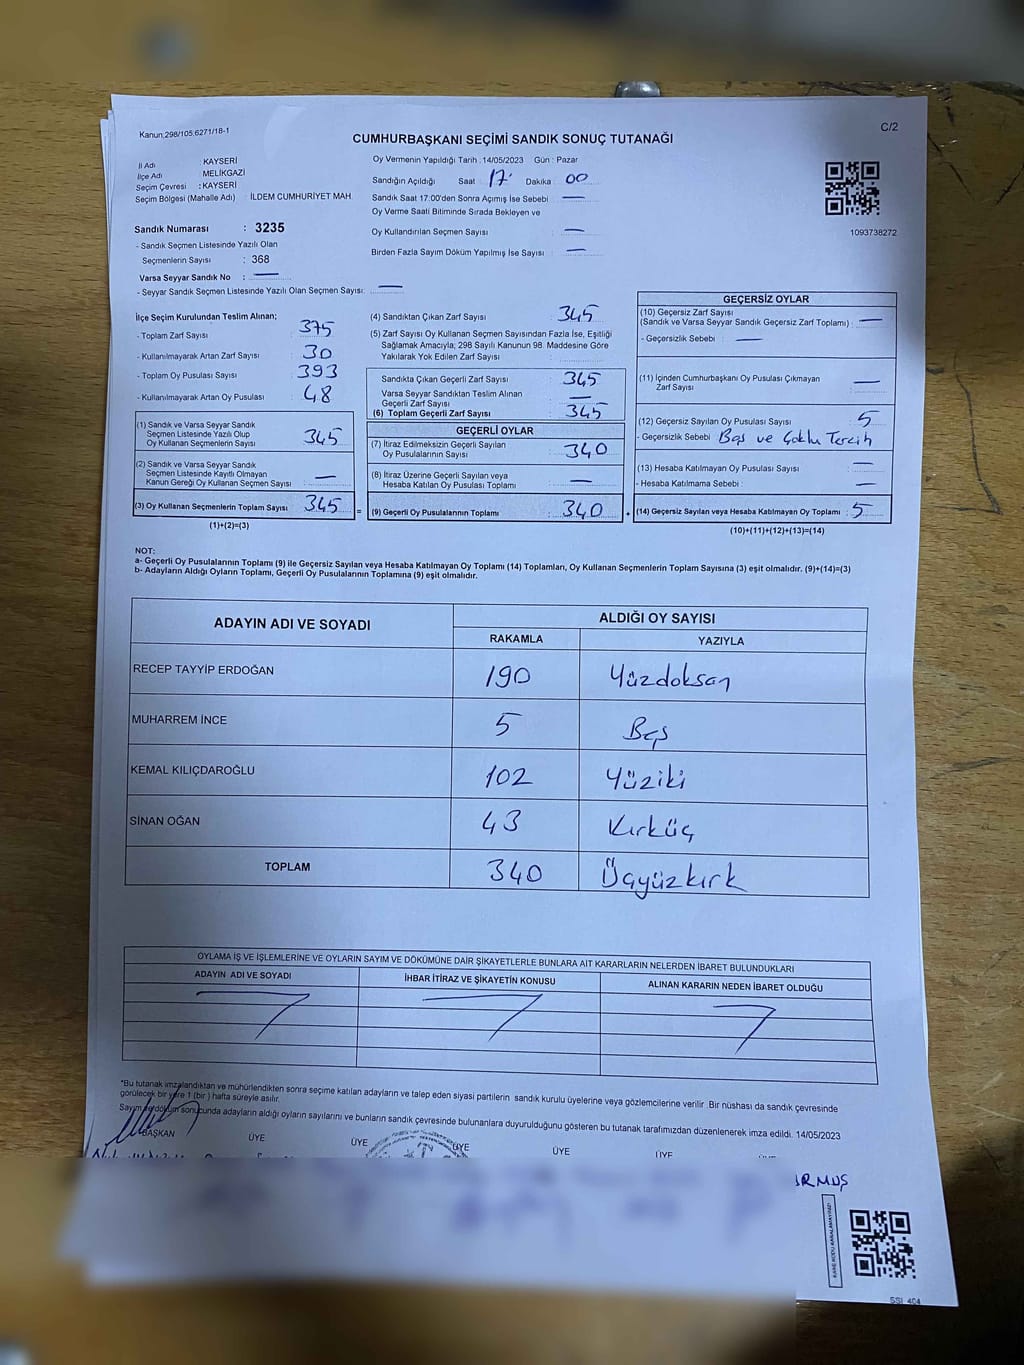 Kanun:298/105:6271/18-1
C/2
CUMHURBAŞKANI SEÇİMİ SANDIK SONUÇ TUTANAĞI
İl Adı : KAYSERİ
İlçe Adı : MELİKGAZİ
Seçim Çevresi : KAYSERİ
Seçim Bölgesi (Mahalle Adı) : İLDEM CUMHURİYET MAH.
Sandık Numarası : 3235
- Sandık Seçmen Listesinde Yazılı Olan
Seçmenlerin Sayısı : 368
Varsa Seyyar Sandık No : —
- Seyyar Sandık Seçmen Listesinde Yazılı Olan Seçmen Sayısı: —
Oy Vermenin Yapıldığı Tarih : 14/05/2023 Gün : Pazar
Sandığın Açıldığı Saat : 17 Dakika : 00
Sandık Saat 17:00'den Sonra Açımış İse Sebebi —
Oy Verme Saati Bitiminde Sırada Bekleyen ve
Oy Kullandırılan Seçmen Sayısı : —
Birden Fazla Sayım Döküm Yapılmış İse Sayısı : —
1093738272
İlçe Seçim Kurulundan Teslim Alınan;
- Toplam Zarf Sayısı : 375
- Kullanılmayarak Artan Zarf Sayısı : 30
- Toplam Oy Pusulası Sayısı : 393
- Kullanılmayarak Artan Oy Pusulası : 48
(1) Sandık ve Varsa Seyyar Sandık
Seçmen Listesinde Yazılı Olup
Oy Kullanan Seçmenlerin Sayısı : 345
(2) Sandık ve Varsa Seyyar Sandık
Seçmen Listesinde Kayıtlı Olmayan
Kanun Gereği Oy Kullanan Seçmen Sayısı : —
(3) Oy Kullanan Seçmenlerin Toplam Sayısı : 345
(1)+(2)=(3)
=
(4) Sandıktan Çıkan Zarf Sayısı : 345
(5) Zarf Sayısı Oy Kullanan Seçmen Sayısından Fazla İse, Eşitliği
Sağlamak Amacıyla; 298 Sayılı Kanunun 98. Maddesine Göre
Yakılarak Yok Edilen Zarf Sayısı :
Sandıkta Çıkan Geçerli Zarf Sayısı : 345
Varsa Seyyar Sandıktan Teslim Alınan
Geçerli Zarf Sayısı : —
(6) Toplam Geçerli Zarf Sayısı : 345
GEÇERLİ OYLAR
(7) İtiraz Edilmeksizin Geçerli Sayılan
Oy Pusulalarının Sayısı : 340
(8) İtiraz Üzerine Geçerli Sayılan veya
Hesaba Katılan Oy Pusulası Toplamı : —
(9) Geçerli Oy Pusulalarının Toplamı : 340
+
GEÇERSİZ OYLAR
(10) Geçersiz Zarf Sayısı
(Sandık ve Varsa Seyyar Sandık Geçersiz Zarf Toplamı) : —
- Geçersizlik Sebebi : —
(11) İçinden Cumhurbaşkanı Oy Pusulası Çıkmayan
Zarf Sayısı : —
(12) Geçersiz Sayılan Oy Pusulası Sayısı : 5
- Geçersizlik Sebebi : Boş ve Çoklu Tercih
(13) Hesaba Katılmayan Oy Pusulası Sayısı : —
- Hesaba Katılmama Sebebi : —
(14) Geçersiz Sayılan veya Hesaba Katılmayan Oy Toplamı : 5
(10)+(11)+(12)+(13)=(14)
NOT:
a- Geçerli Oy Pusulalarının Toplamı (9) ile Geçersiz Sayılan veya Hesaba Katılmayan Oy Toplamı (14) Toplamları, Oy Kullanan Seçmenlerin Toplam Sayısına (3) eşit olmalıdır. (9)+(14)=(3)
b- Adayların Aldığı Oyların Toplamı, Geçerli Oy Pusulalarının Toplamına (9) eşit olmalıdır.
ADAYIN ADI VE SOYADI
ALDIĞI OY SAYISI
RAKAMLA YAZIYLA
RECEP TAYYİP ERDOĞAN 190 Yüzdoksan
MUHARREM İNCE 5 Beş
KEMAL KILIÇDAROĞLU 102 Yüziki
SİNAN OĞAN 43 Kırküç
TOPLAM 340 Üçyüzkırk
OYLAMA İŞ VE İŞLEMLERİNE VE OYLARIN SAYIM VE DÖKÜMÜNE DAİR ŞİKAYETLERLE BUNLARA AİT KARARLARIN NELERDEN İBARET BULUNDUKLARI
ADAYIN ADI VE SOYADI İHBAR İTİRAZ VE ŞİKAYETİN KONUSU ALINAN KARARIN NEDEN İBARET OLDUĞU
*Bu tutanak imzalandıktan ve mühürlendikten sonra seçime katılan adayların ve talep eden siyasi partilerin sandık kurulu üyelerine veya gözlemcilerine verilir .Bir nüshası da sandık çevresinde
görülecek bir yere 1 (bir ) hafta süreyle asılır.
Sayım ve döküm sonucunda adayların aldığı oyların sayılarını ve bunların sandık çevresinde bulunanlara duyurulduğunu gösteren bu tutanak tarafımızdan düzenlenerek imza edildi. 14/05/2023
BAŞKAN ÜYE ÜYE ÜYE ÜYE ÜYE